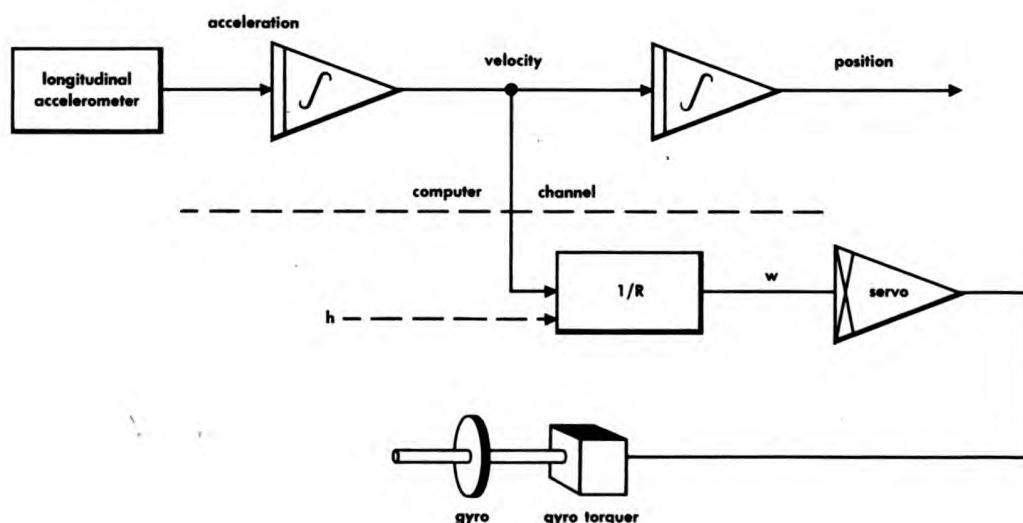 acceleration
longitudinal
accelerometer
∫
velocity
∫
position
computer channel
1/R
w
servo
h
gyro
gyro torquer